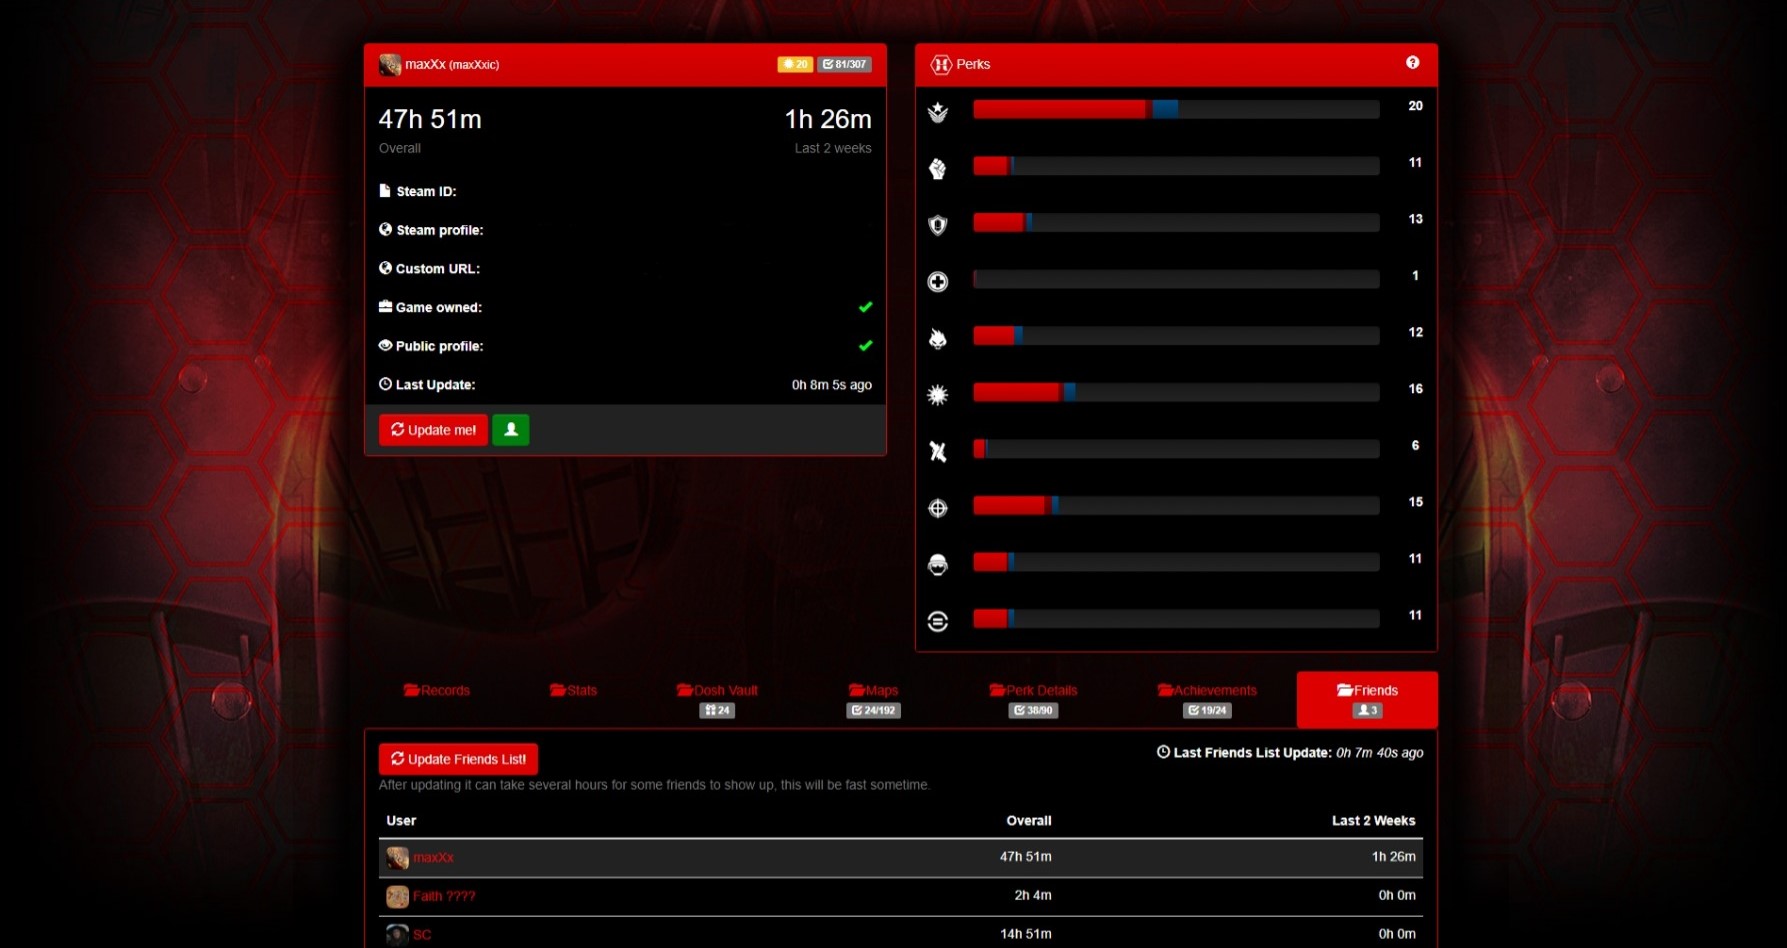 maxXx (maxXxic) 20 81/307
47h 51m 1h 26m
Overall Last 2 weeks
Steam ID:
Steam profile:
Custom URL:
Game owned:
Public profile:
Last Update: 0h 8m 5s ago
Update me!
Perks
20
11
13
1
12
16
6
15
11
11
Records Stats Dosh Vault Maps Perk Details Achievements Friends
24 24/192 38/90 19/24 3
Update Friends List! Last Friends List Update: 0h 7m 40s ago
After updating it can take several hours for some friends to show up, this will be fast sometime.
User Overall Last 2 Weeks
maxXx 47h 51m 1h 26m
Faith ???? 2h 4m 0h 0m
SC 14h 51m 0h 0m